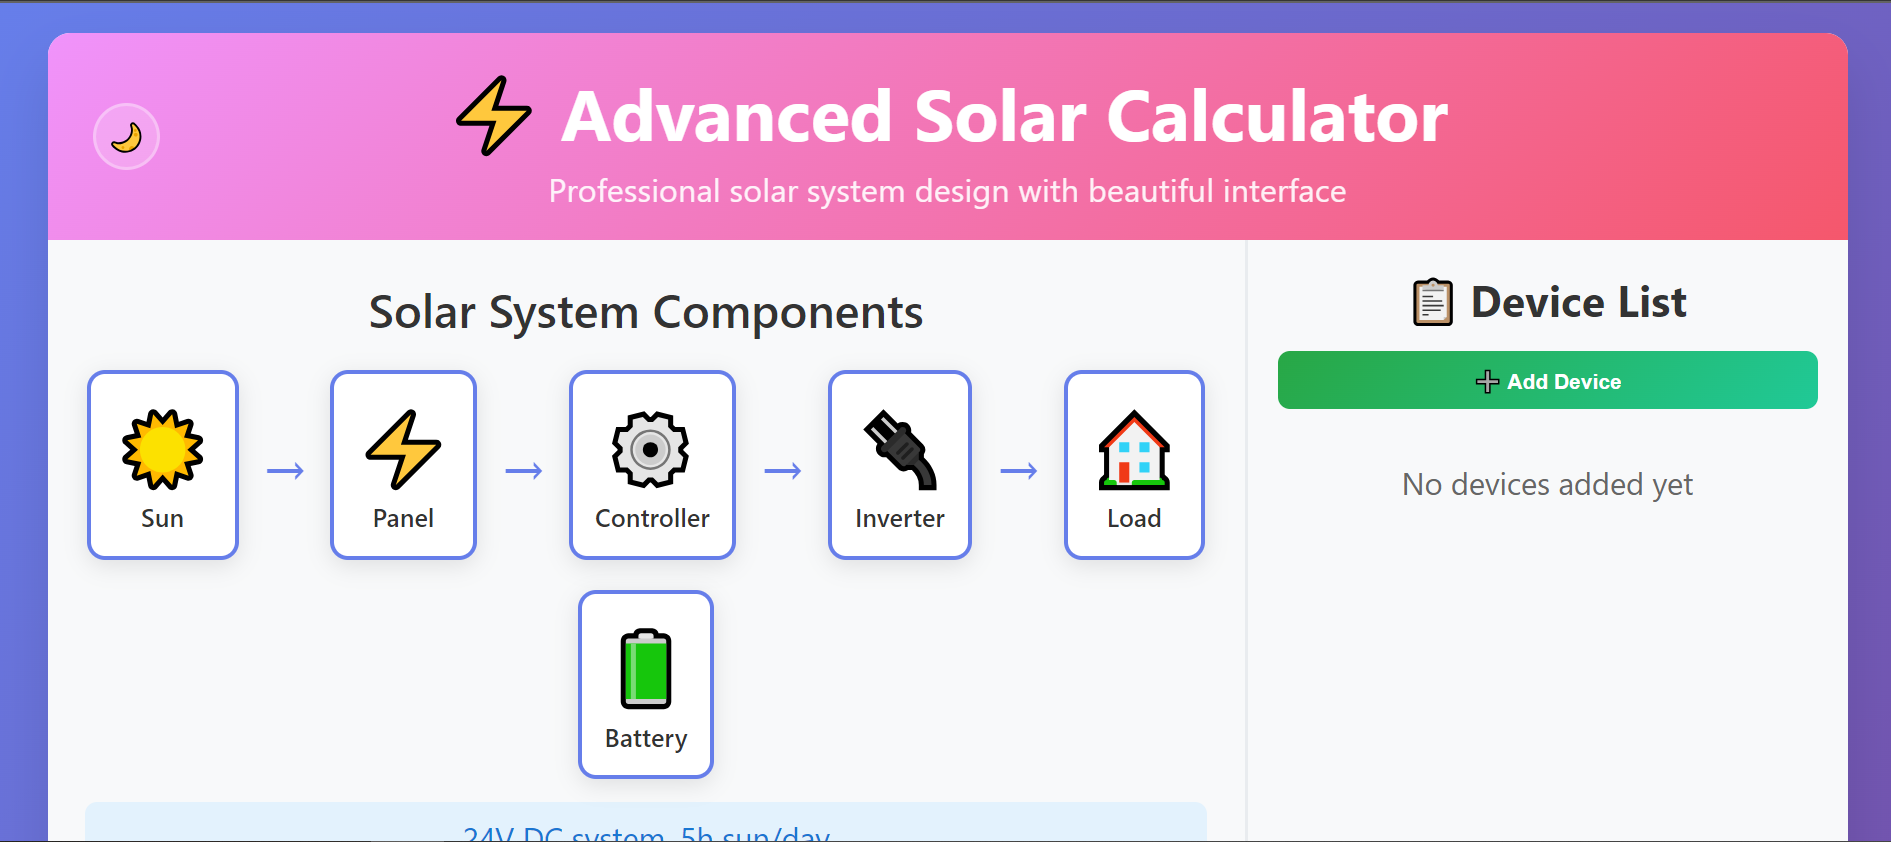 Advanced Solar Calculator
Professional solar system design with beautiful interface
Solar System Components
Sun
Panel
Controller
Inverter
Load
Battery
24V DC system, 5h sun/day
Device List
Add Device
No devices added yet